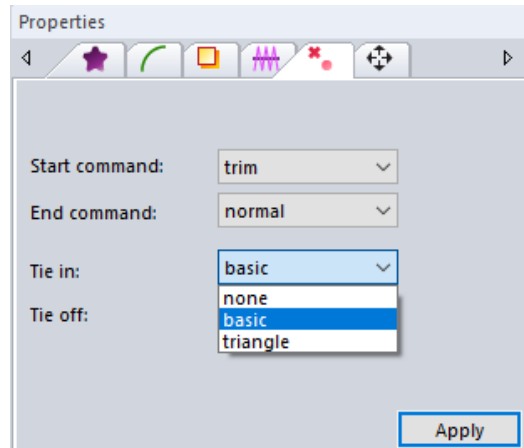 Properties
Start command: trim
End command: normal
Tie in: basic
none
basic
triangle
Tie off:
Apply